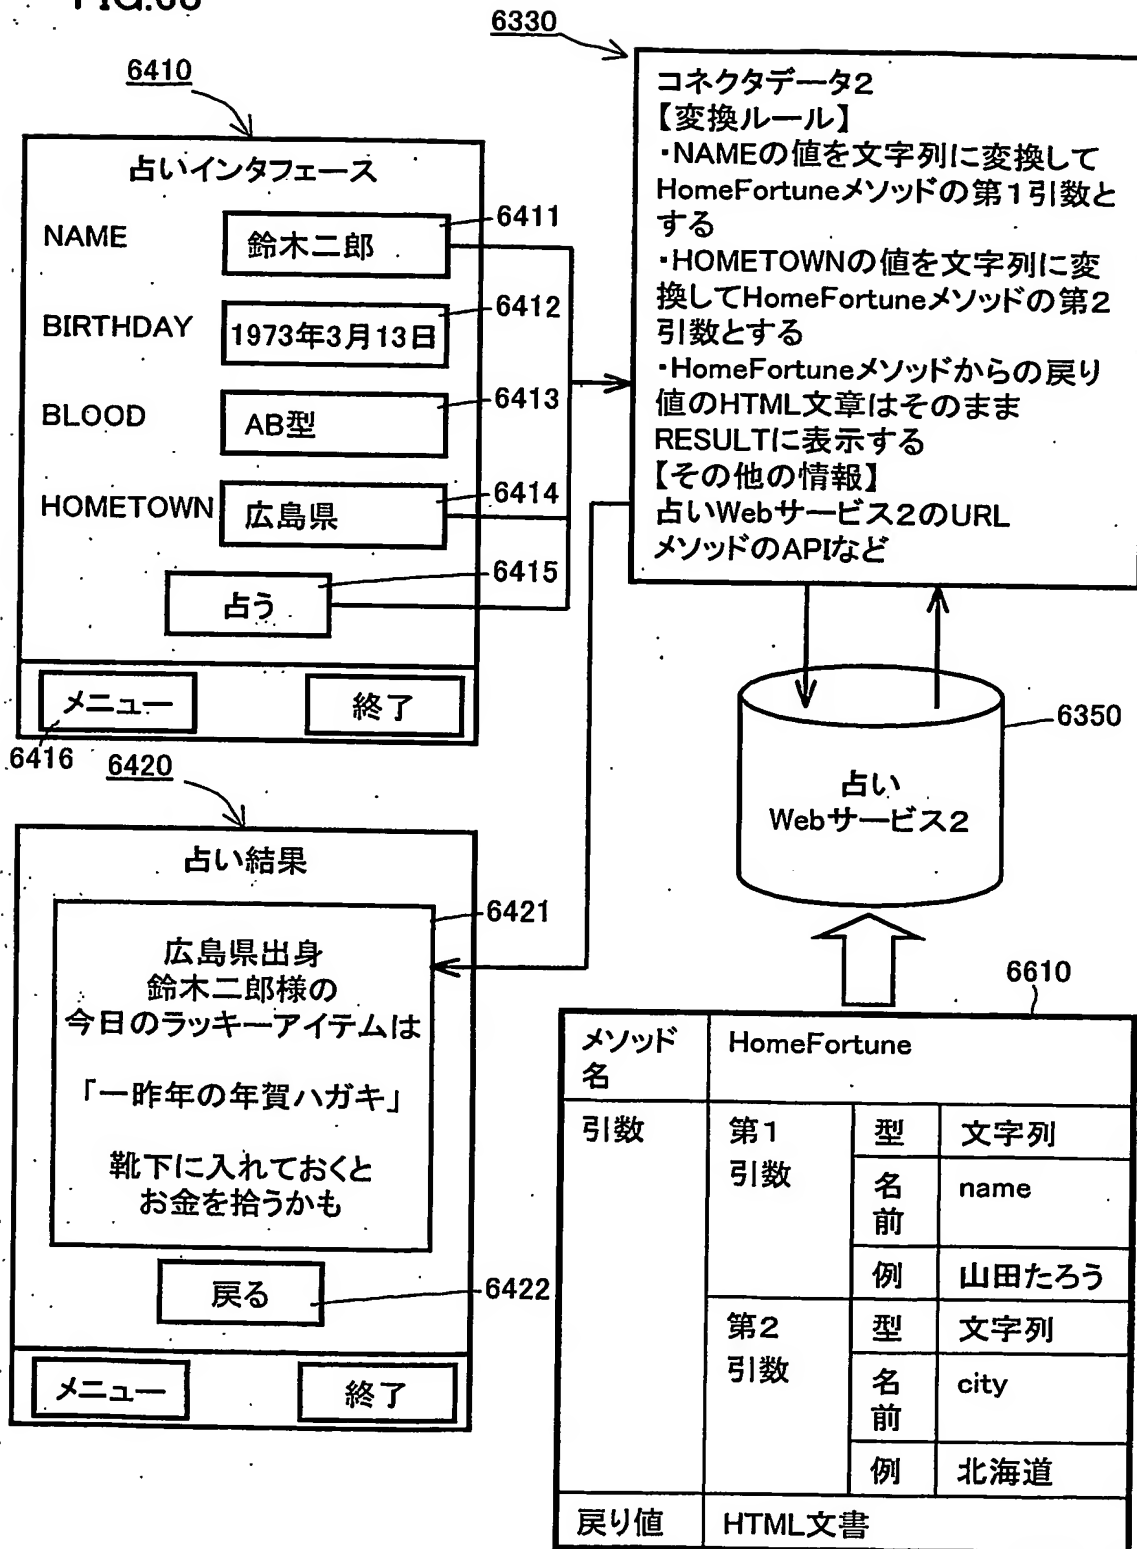 6330
6410
占いインタフェース
NAME
鈴木二郎
6411
BIRTHDAY
1973年3月13日
6412
BLOOD
AB型
6413
HOMETOWN
広島県
6414
占う
6415
メニュー
終了
6416
コネクタデータ2
【変換ルール】
・NAMEの値を文字列に変換して
HomeFortuneメソッドの第1引数と
する
・HOMETOWNの値を文字列に変
換してHomeFortuneメソッドの第2
引数とする
・HomeFortuneメソッドからの戻り
値のHTML文章はそのまま
RESULTに表示する
【その他の情報】
占いWebサービス2のURL
メソッドのAPIなど
6350
占い
Webサービス2
6420
占い結果
6421
広島県出身
鈴木二郎様の
今日のラッキーアイテムは
「一昨年の年賀ハガキ」
靴下に入れておくと
お金を拾うかも
戻る
6422
メニュー
終了
6610
メソッド
名
HomeFortune
引数
第1
引数
型
文字列
名
前
name
例
山田たろう
第2
引数
型
文字列
名
前
city
例
北海道
戻り値
HTML文書